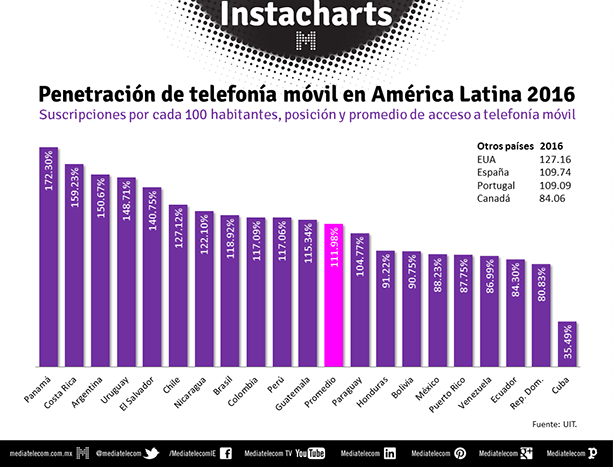 Instacharts
Penetración de telefonía móvil en América Latina 2016
Suscripciones por cada 100 habitantes, posición y promedio de acceso a telefonía móvil
Otros países 2016
EUA 127.16
España 109.74
Portugal 109.09
Canadá 84.06
172.30%
159.23%
150.67%
148.71%
140.75%
127.12%
122.10%
118.92%
117.09%
117.06%
115.34%
111.98%
104.77%
91.22%
90.75%
88.23%
87.75%
86.99%
84.30%
80.83%
35.49%
Panamá
Costa Rica
Argentina
Uruguay
El Salvador
Chile
Nicaragua
Brasil
Colombia
Perú
Guatemala
Promedio
Paraguay
Honduras
Bolivia
México
Puerto Rico
Venezuela
Ecuador
Rep. Dom.
Cuba
Fuente: UIT.
mediatelecom.com.mx @mediatelecom /MediatelecomIE Mediatelecom TV YouTube Mediatelecom in Mediatelecom Mediatelecom g+ Mediatelecom